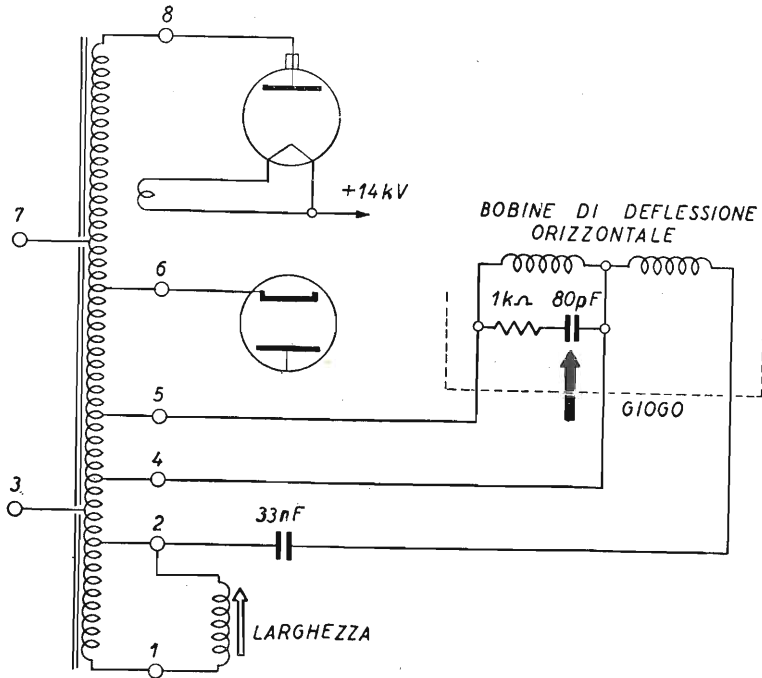 8
+14kV
7
BOBINE DI DEFLESSIONE
ORIZZONTALE
6
1kΩ 80pF
5
GIOGO
4
3
33nF
2
LARGHEZZA
1